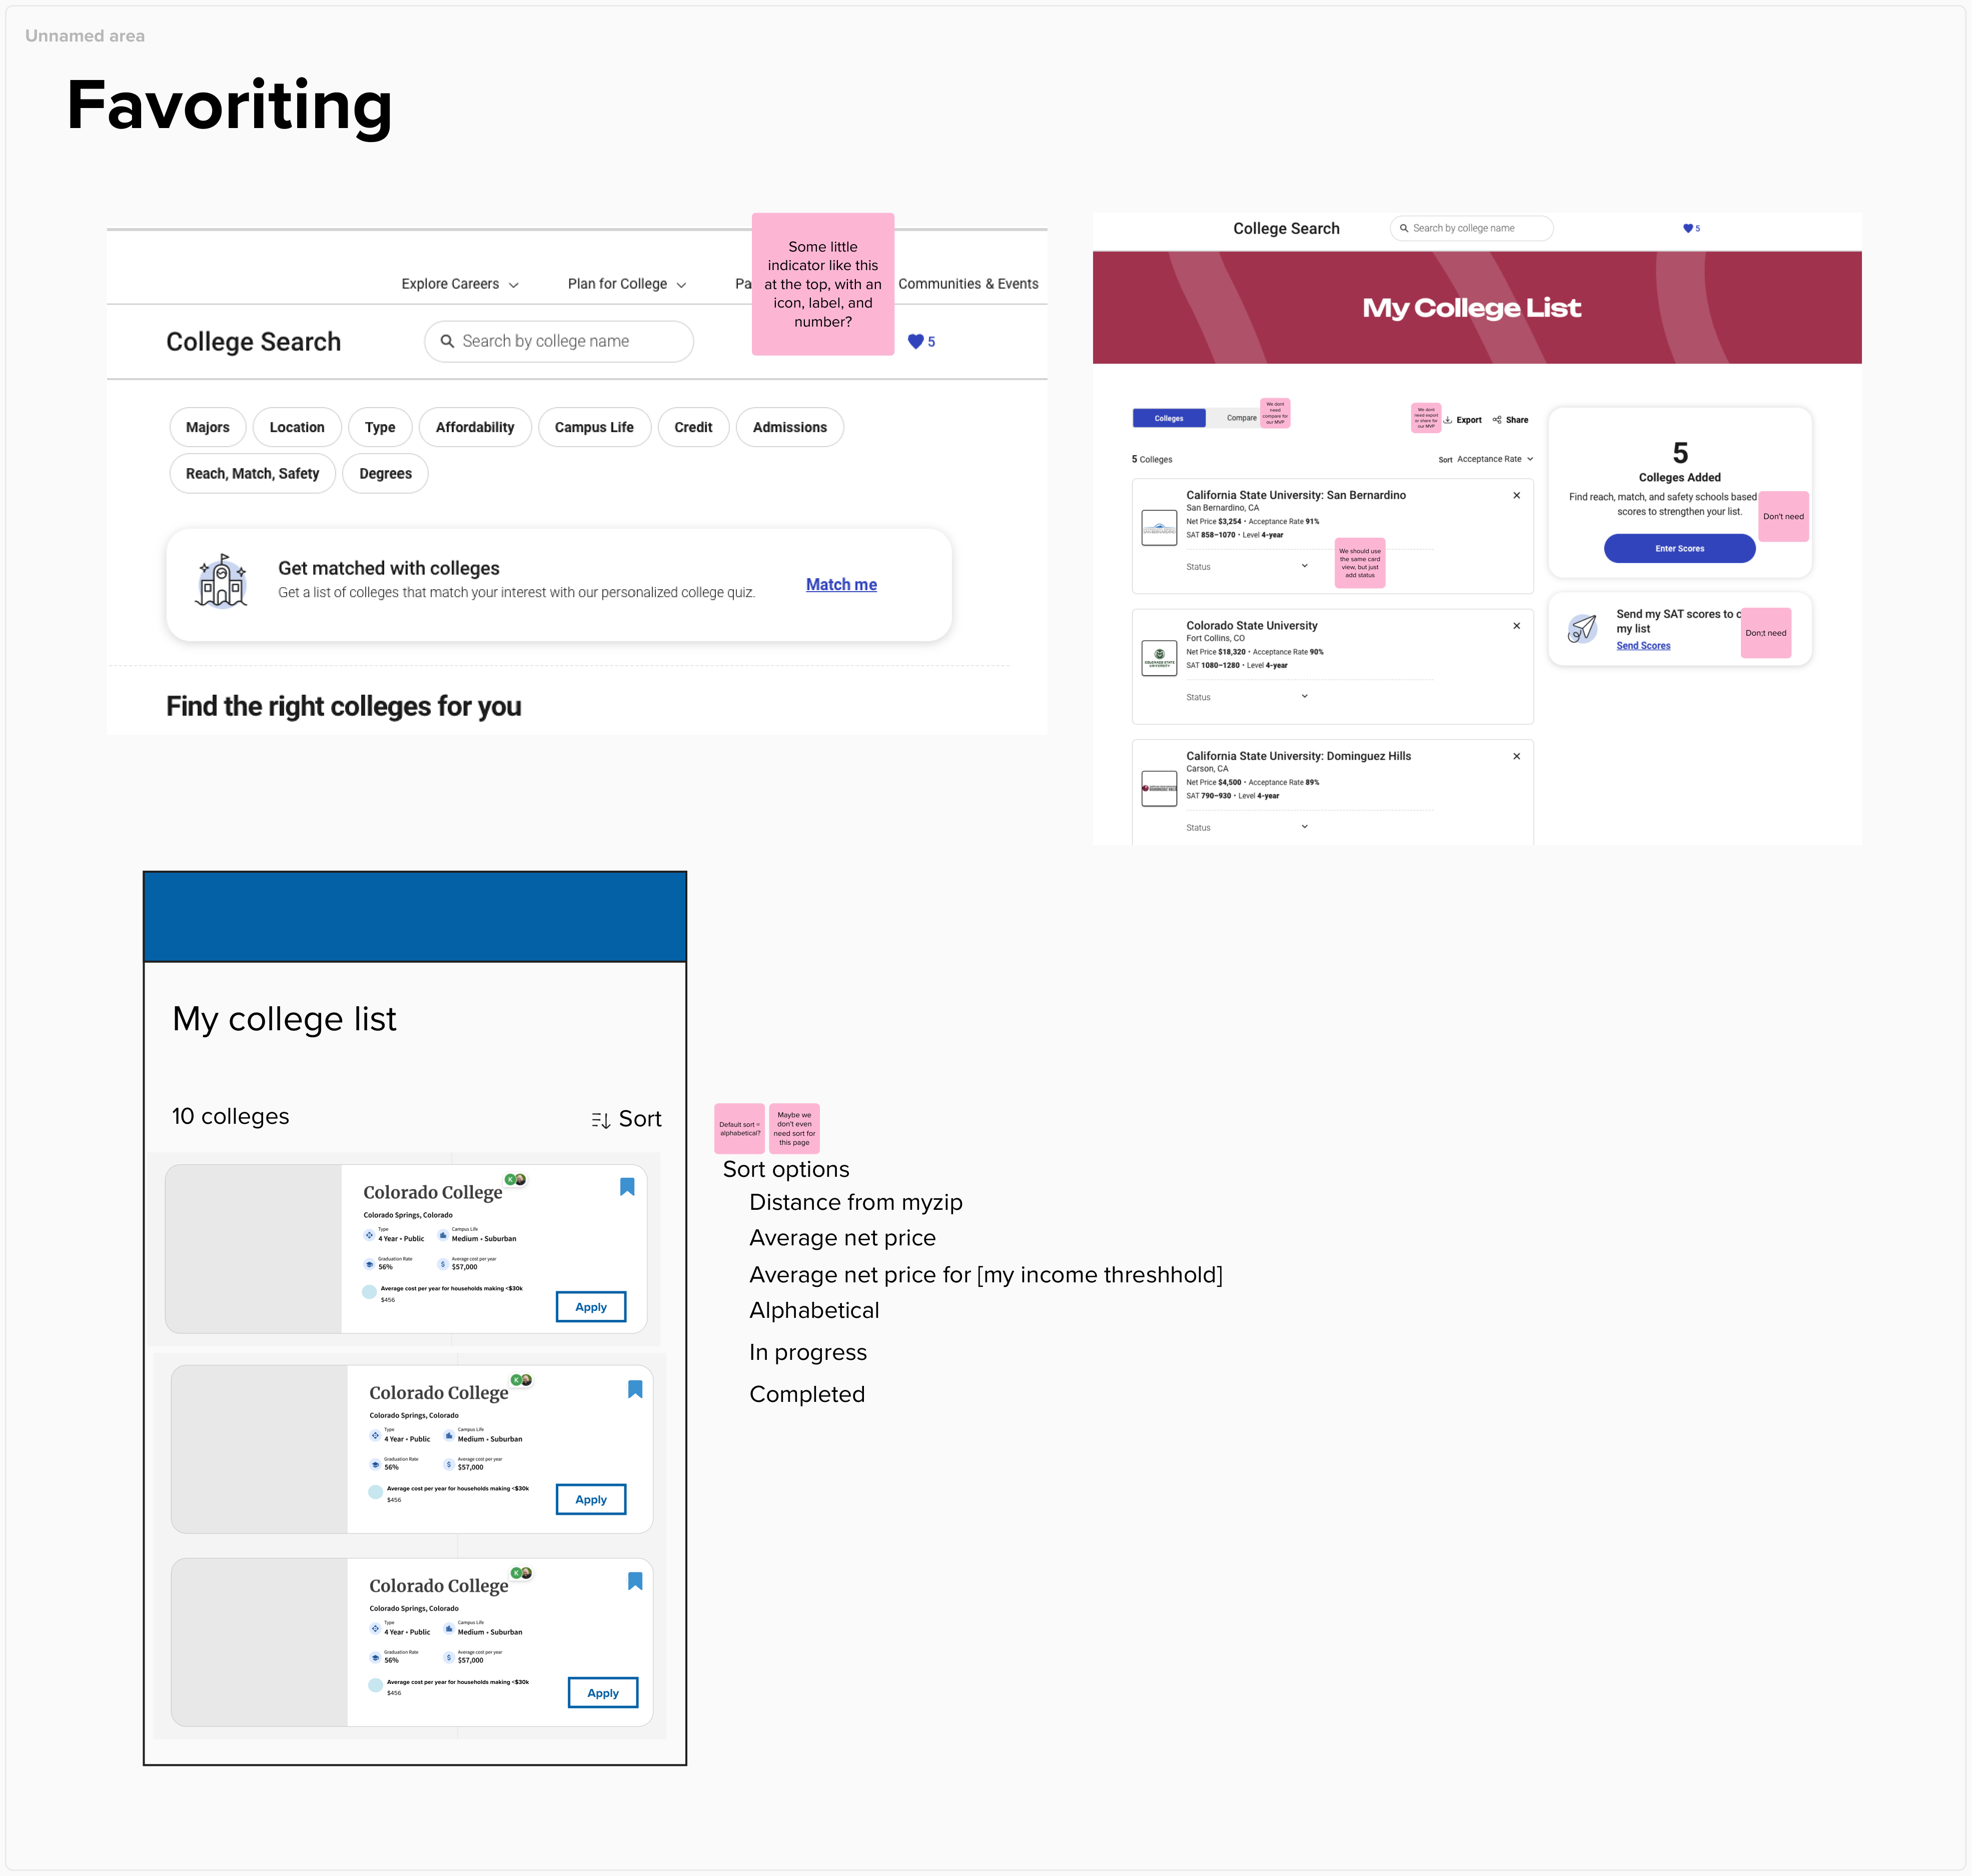 Unnamed area
Favoriting
Explore Careers
Plan for College
Pa
Communities & Events
Some little
indicator like this
at the top, with an
icon, label, and
number?
College Search
Search by college name
5
Majors
Location
Type
Affordability
Campus Life
Credit
Admissions
Reach, Match, Safety
Degrees
Get matched with colleges
Get a list of colleges that match your interest with our personalized college quiz.
Match me
Find the right colleges for you
College Search
Search by college name
5
My College List
Colleges
Compare
We dont
need
compare for
our MVP
We dont
need export
or share for
our MVP
Export
Share
5 Colleges
Sort Acceptance Rate
California State University: San Bernardino
San Bernardino, CA
Net Price $3,254 • Acceptance Rate 91%
SAT 858–1070 • Level 4-year
Status
We should use
the same card
view, but just
add status
Colorado State University
Fort Collins, CO
Net Price $18,320 • Acceptance Rate 90%
SAT 1080–1280 • Level 4-year
COLORADO STATE
UNIVERSITY
Status
California State University: Dominguez Hills
Carson, CA
Net Price $4,500 • Acceptance Rate 89%
SAT 790–930 • Level 4-year
Status
5
Colleges Added
Find reach, match, and safety schools based
scores to strengthen your list.
Don't need
Enter Scores
Send my SAT scores to c
my list
Send Scores
Don;t need
My college list
10 colleges
Sort
Colorado College
K
Colorado Springs, Colorado
Type
4 Year • Public
Campus Life
Medium • Suburban
Graduation Rate
56%
Average cost per year
$57,000
Average cost per year for households making <$30k
$456
Apply
Colorado College
K
Colorado Springs, Colorado
Type
4 Year • Public
Campus Life
Medium • Suburban
Graduation Rate
56%
Average cost per year
$57,000
Average cost per year for households making <$30k
$456
Apply
Colorado College
K
Colorado Springs, Colorado
Type
4 Year • Public
Campus Life
Medium • Suburban
Graduation Rate
56%
Average cost per year
$57,000
Average cost per year for households making <$30k
$456
Apply
Default sort =
alphabetical?
Maybe we
don't even
need sort for
this page
Sort options
Distance from myzip
Average net price
Average net price for [my income threshhold]
Alphabetical
In progress
Completed